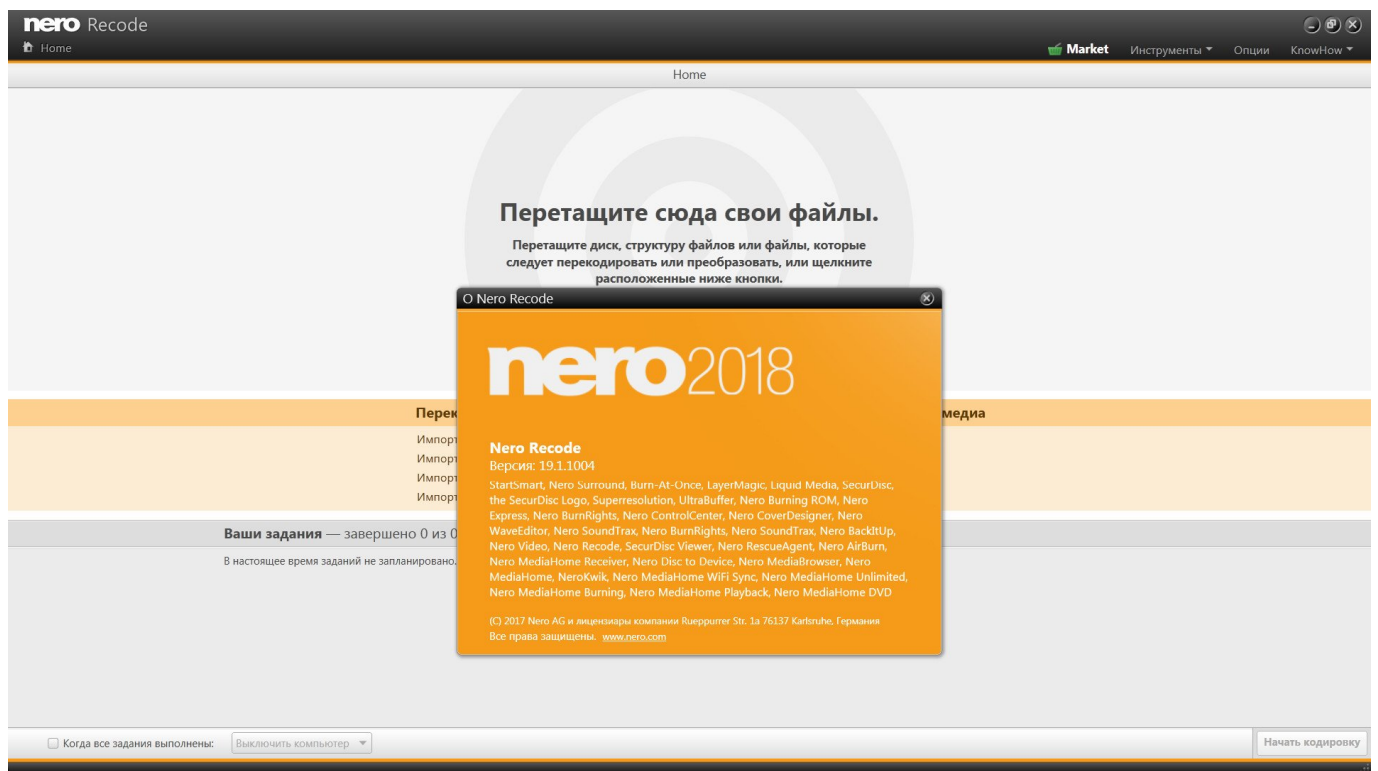 nero Recode
Home
Market Инструменты Опции KnowHow
Home
Перетащите сюда свои файлы.
Перетащите диск, структуру файлов или файлы, которые
следует перекодировать или преобразовать, или щелкните
расположенные ниже кнопки.
О Nero Recode
nero2018
медиа
Nero Recode
Версия: 19.1.1004
StartSmart, Nero Surround, Burn-At-Once, LayerMagic, Liquid Media, SecurDisc,
the SecurDisc Logo, Superresolution, UltraBuffer, Nero Burning ROM, Nero
Express, Nero BurnRights, Nero ControlCenter, Nero CoverDesigner, Nero
WaveEditor, Nero SoundTrax, Nero BurnRights, Nero SoundTrax, Nero BackItUp,
Nero Video, Nero Recode, SecurDisc Viewer, Nero RescueAgent, Nero AirBurn,
Nero MediaHome Receiver, Nero Disc to Device, Nero MediaBrowser, Nero
MediaHome, NeroKwik, Nero MediaHome WiFi Sync, Nero MediaHome Unlimited,
Nero MediaHome Burning, Nero MediaHome Playback, Nero MediaHome DVD
(C) 2017 Nero AG и лицензиары компании Rueppurrer Str. 1a 76137 Karlsruhe, Германия
Все права защищены. www.nero.com
Ваши задания — завершено 0 из 0
В настоящее время заданий не запланировано.
Когда все задания выполнены: Выключить компьютер
Начать кодировку